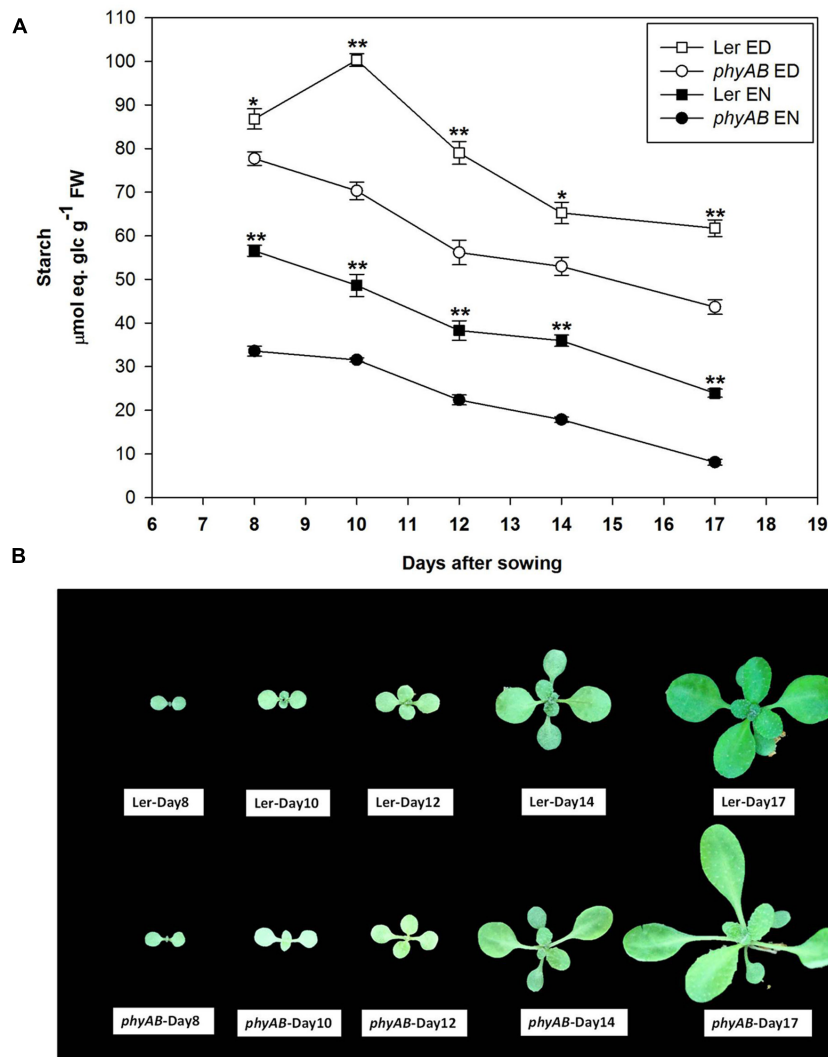 A
Starch
µmol eq. glc g-1 FW
110
100
90
80
70
60
50
40
30
20
10
0
* ** ** * **
** ** ** ** **
Ler ED
phyAB ED
Ler EN
phyAB EN
6 7 8 9 10 11 12 13 14 15 16 17 18 19
Days after sowing
B
Ler-Day8 Ler-Day10 Ler-Day12 Ler-Day14 Ler-Day17
phyAB-Day8 phyAB-Day10 phyAB-Day12 phyAB-Day14 phyAB-Day17